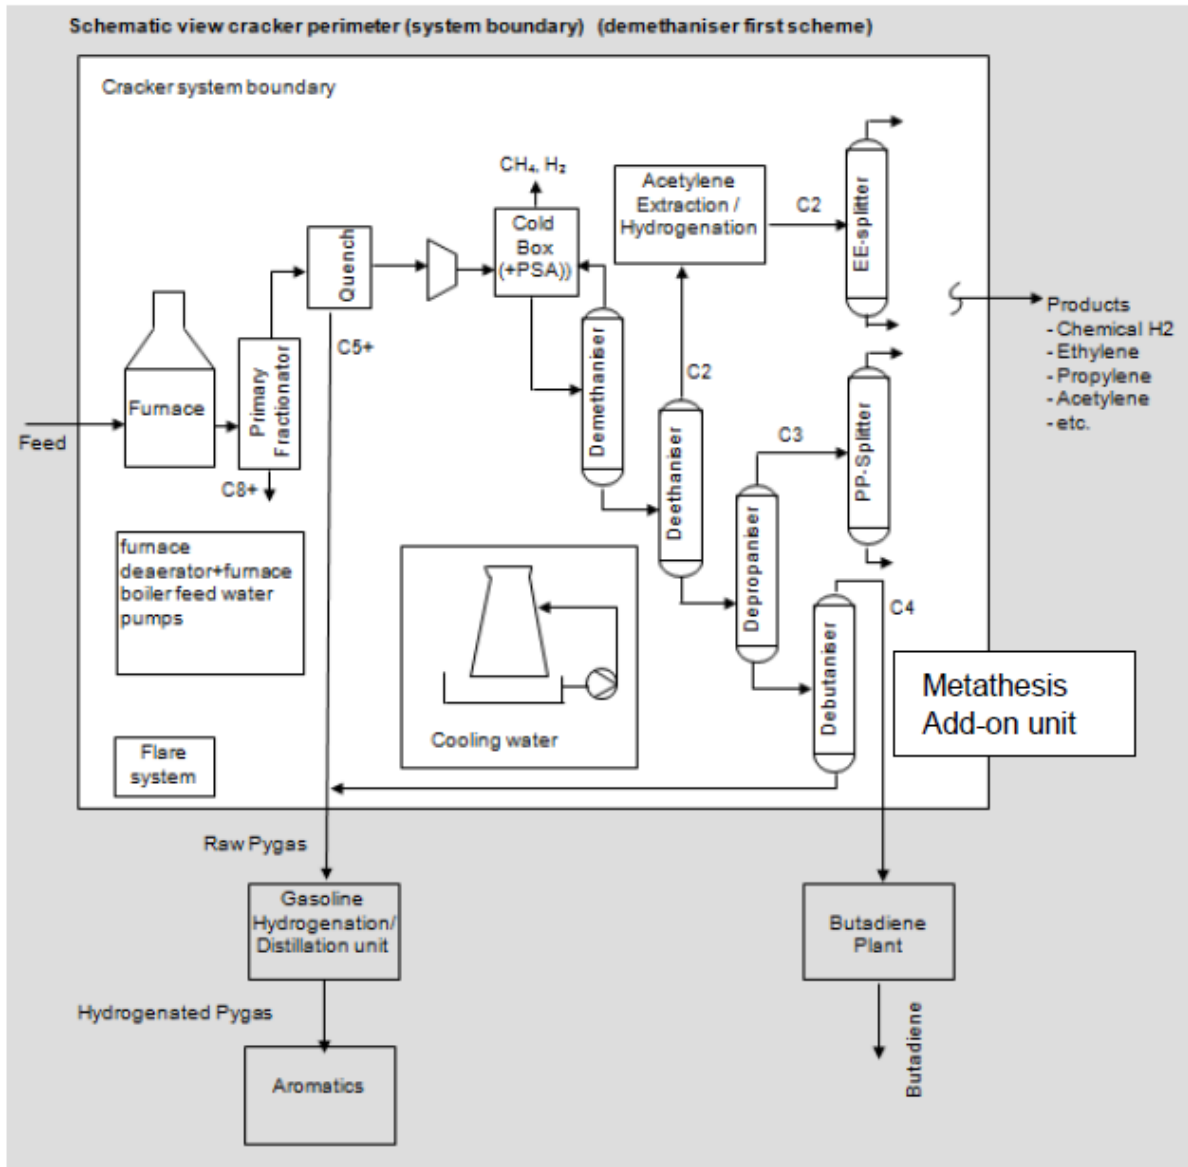 Schematic view cracker perimeter (system boundary)  (demethaniser first scheme)
Cracker system boundary
CH₄, H₂
Cold
Box
(+PSA))
Acetylene
Extraction /
Hydrogenation
C2
EE-splitter
Quench
C5+
Furnace
Primary
Fractionator
Feed
C8+
Demethaniser
C2
Deethaniser
C3
PP-Splitter
Depropaniser
Debutaniser
C4
Products
- Chemical H2
- Ethylene
- Propylene
- Acetylene
- etc.
furnace
deaerator+furnace
boiler feed water
pumps
Cooling water
Flare
system
Metathesis
Add-on unit
Raw Pygas
Gasoline
Hydrogenation/
Distillation unit
Butadiene
Plant
Hydrogenated Pygas
Aromatics
Butadiene